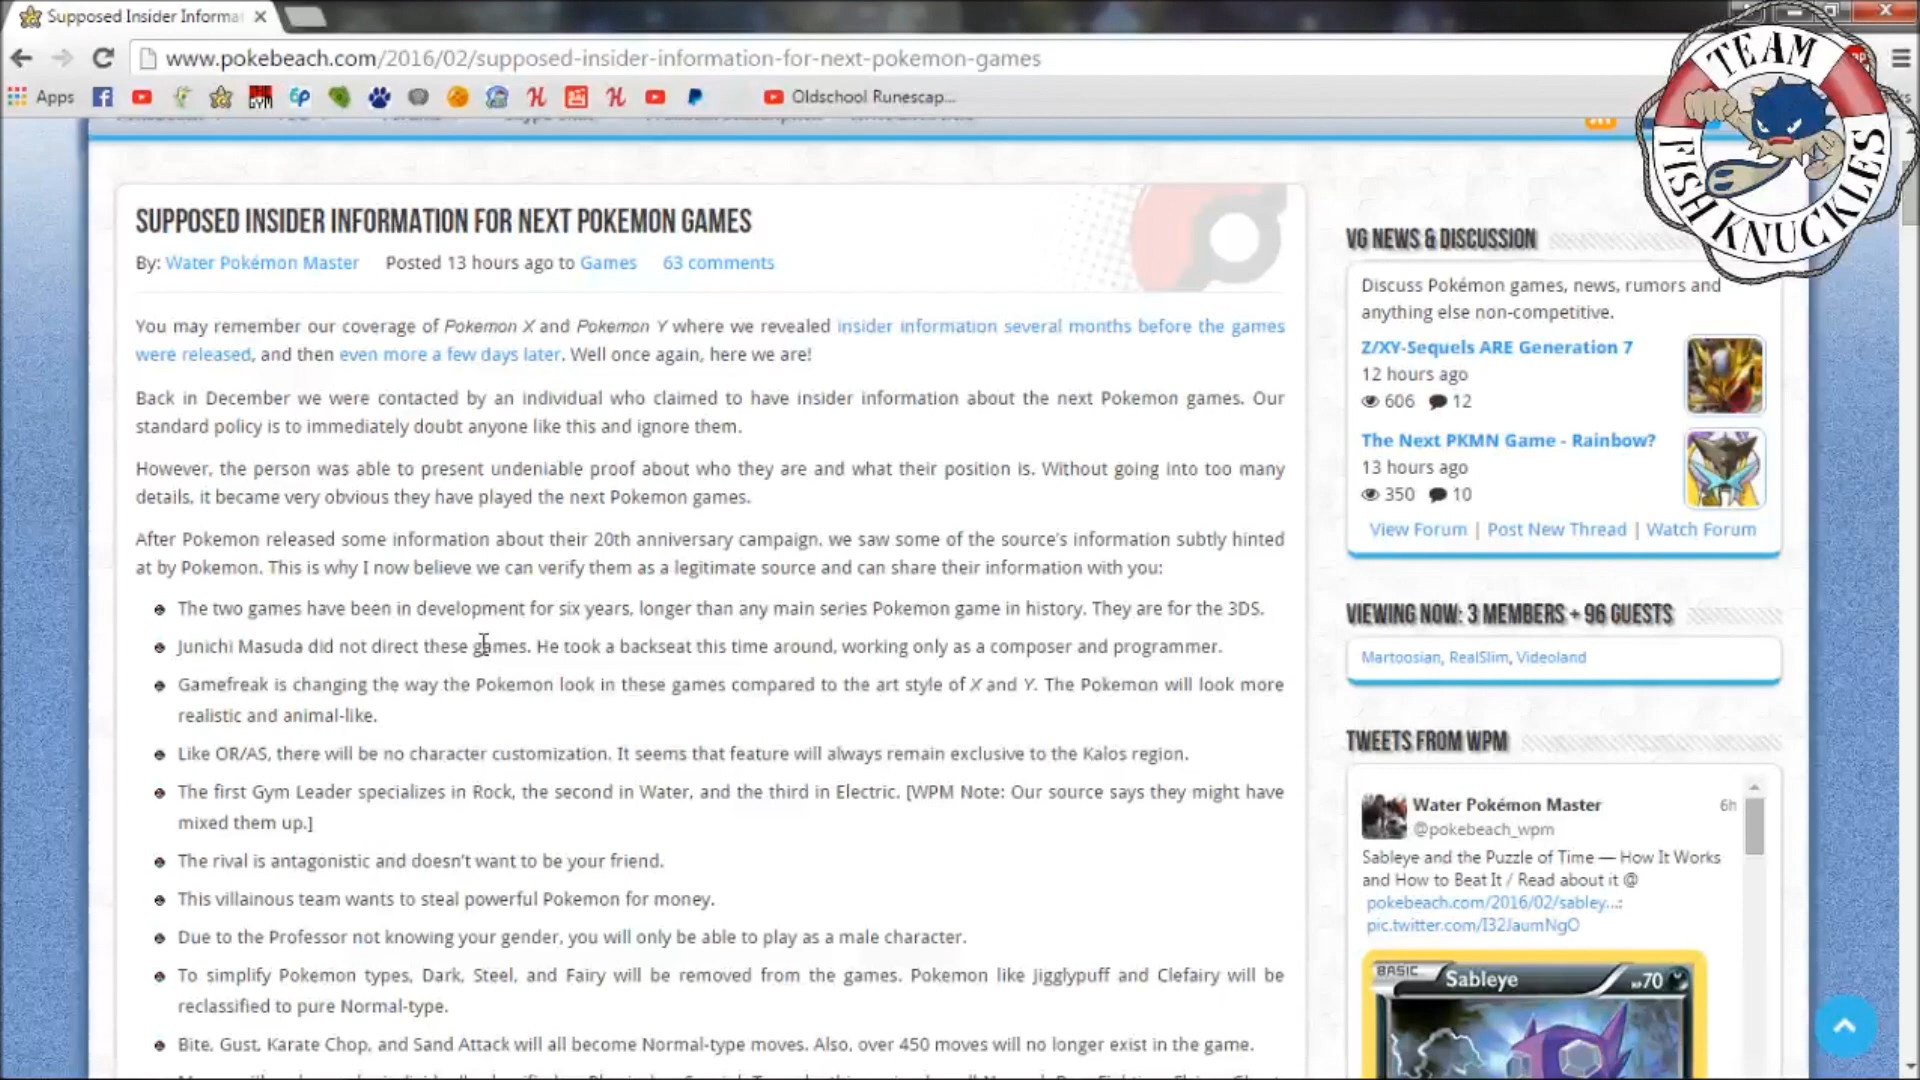 Supposed Insider Informat
www.pokebeach.com/2016/02/supposed-insider-information-for-next-pokemon-games
Apps
Oldschool Runescap...
TEAM
FISH KNUCKLES
SUPPOSED INSIDER INFORMATION FOR NEXT POKEMON GAMES
By: Water Pokémon Master Posted 13 hours ago to Games 63 comments
You may remember our coverage of Pokemon X and Pokemon Y where we revealed insider information several months before the games
were released, and then even more a few days later. Well once again, here we are!
Back in December we were contacted by an individual who claimed to have insider information about the next Pokemon games. Our
standard policy is to immediately doubt anyone like this and ignore them.
However, the person was able to present undeniable proof about who they are and what their position is. Without going into too many
details, it became very obvious they have played the next Pokemon games.
After Pokemon released some information about their 20th anniversary campaign, we saw some of the source's information subtly hinted
at by Pokemon. This is why I now believe we can verify them as a legitimate source and can share their information with you:
The two games have been in development for six years, longer than any main series Pokemon game in history. They are for the 3DS.
Junichi Masuda did not direct these games. He took a backseat this time around, working only as a composer and programmer.
Gamefreak is changing the way the Pokemon look in these games compared to the art style of X and Y. The Pokemon will look more
realistic and animal-like.
Like OR/AS, there will be no character customization. It seems that feature will always remain exclusive to the Kalos region.
The first Gym Leader specializes in Rock, the second in Water, and the third in Electric. [WPM Note: Our source says they might have
mixed them up.]
The rival is antagonistic and doesn't want to be your friend.
This villainous team wants to steal powerful Pokemon for money.
Due to the Professor not knowing your gender, you will only be able to play as a male character.
To simplify Pokemon types, Dark, Steel, and Fairy will be removed from the games. Pokemon like Jigglypuff and Clefairy will be
reclassified to pure Normal-type.
Bite, Gust, Karate Chop, and Sand Attack will all become Normal-type moves. Also, over 450 moves will no longer exist in the game.
VG NEWS & DISCUSSION
Discuss Pokémon games, news, rumors and
anything else non-competitive.
Z/XY-Sequels ARE Generation 7
12 hours ago
606 12
The Next PKMN Game - Rainbow?
13 hours ago
350 10
View Forum | Post New Thread | Watch Forum
VIEWING NOW: 3 MEMBERS + 96 GUESTS
Martoosian, RealSlim, Videoland
TWEETS FROM WPM
Water Pokémon Master 6h
@pokebeach_wpm
Sableye and the Puzzle of Time — How It Works
and How to Beat It / Read about it @
pokebeach.com/2016/02/sabley...:
pic.twitter.com/I32JaumNgO
BASIC Sableye HP70